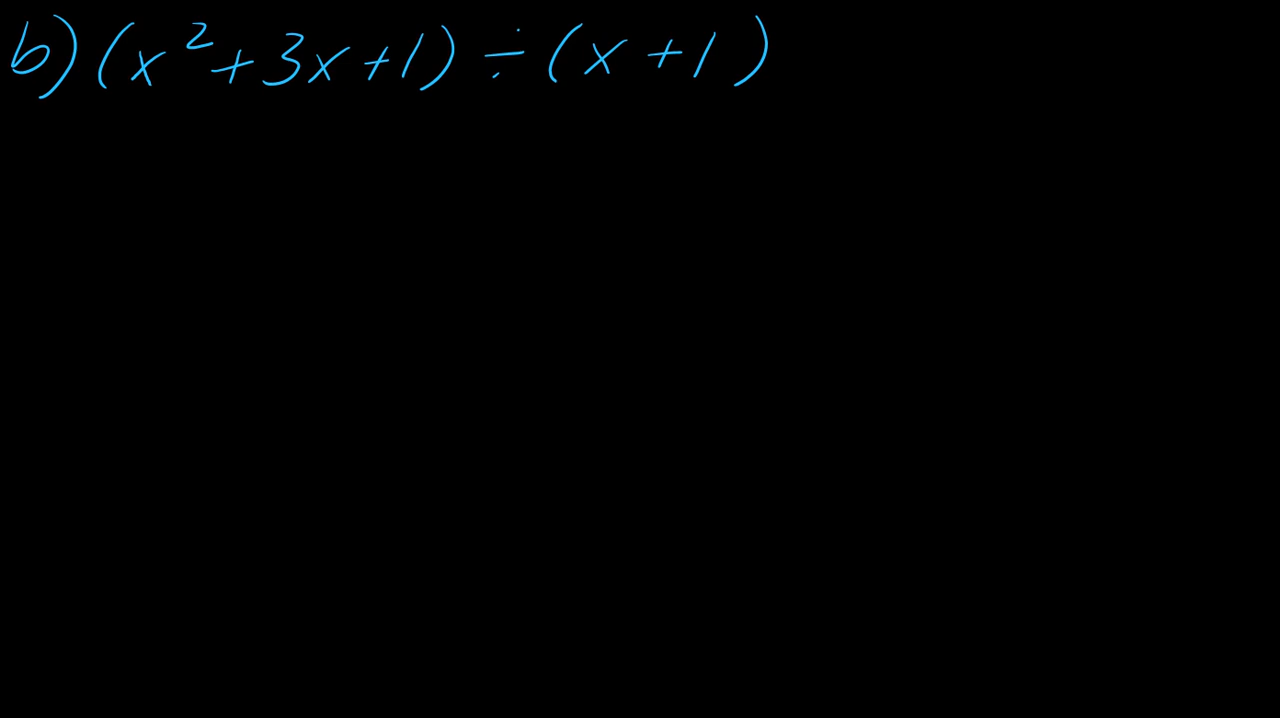 b) (x² + 3x + 1) ÷ (x + 1)